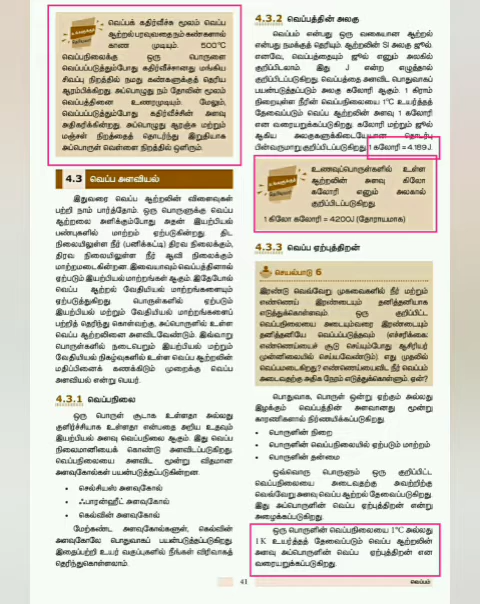 வெப்பக் கதிர்வீச்சு மூலம் வெப்ப
ஆற்றல் பரவுவதை நம் கண்களால்
காண முடியும். 500°C
வெப்பநிலைக்கு ஒரு பொருளை
வெப்பப்படுத்தும்போது கதிர்வீச்சானது மங்கிய
சிவப்பு நிறத்தில் நமது கண்களுக்குத் தெரிய
ஆரம்பிக்கிறது. அப்பொழுது நம் தோலின் மூலம்
வெப்பத்தினை உணரமுடியும். மேலும்,
வெப்பப்படுத்தும்போது கதிர்வீச்சின் அளவு
அதிகரிக்கின்றது. அப்பொழுது ஆரஞ்சு மற்றும்
மஞ்சள் நிறத்தைத் தொடர்ந்து இறுதியாக
அப்பொருள் வெள்ளை நிறத்தில் ஒளிரும்.
4.3 வெப்ப அளவியல்
இதுவரை வெப்ப ஆற்றலின் விளைவுகள்
பற்றி நாம் பார்த்தோம். ஒரு பொருளுக்கு வெப்ப
ஆற்றலை அளிக்கும்போது அதன் இயற்பியல்
பண்புகளில் மாற்றம் ஏற்படுகின்றது. திட
நிலையிலுள்ள நீர் (பனிக்கட்டி) திரவ நிலைக்கும்,
திரவ நிலையிலுள்ள நீர் ஆவி நிலைக்கும்
மாற்றமடைகின்றன. இவையாவும் வெப்பத்தினால்
ஏற்படும் இயற்பியல் மாற்றங்கள் ஆகும். இதேபோல்
வெப்ப ஆற்றல் வேதியியல் மாற்றங்களையும்
ஏற்படுத்துகிறது. பொருள்களில் ஏற்படும்
இயற்பியல் மற்றும் வேதியியல் மாற்றங்களைப்
பற்றித் தெரிந்து கொள்வதற்கு, அப்பொருளில் உள்ள
வெப்ப ஆற்றலினை அளவிடவேண்டும். இவ்வாறு
பொருள்களில் நடைபெறும் இயற்பியல் மற்றும்
வேதியியல் நிகழ்வுகளில் உள்ள வெப்ப ஆற்றலின்
மதிப்பினைக் கணக்கிடும் முறைக்கு வெப்ப
அளவியல் என்று பெயர்.
4.3.1 வெப்பநிலை
ஒரு பொருள் சூடாக உள்ளதா அல்லது
குளிர்ச்சியாக உள்ளதா என்பதை அறிய உதவும்
இயற்பியல் அளவு வெப்பநிலை ஆகும். இது வெப்ப
நிலைமானியைக் கொண்டு அளவிடப்படுகிறது.
வெப்பநிலையை அளவிட மூன்று விதமான
அளவுகோல்கள் பயன்படுத்தப்படுகின்றன.
• செல்சியஸ் அளவுகோல்
• ஃபாரன்ஹீட் அளவுகோல்
• கெல்வின் அளவுகோல்
மேற்கண்ட அளவுகோல்களுள், கெல்வின்
அளவுகோலே பொதுவாகப் பயன்படுத்தப்படுகிறது.
இதைப்பற்றி உயர் வகுப்புகளில் நீங்கள் விரிவாகத்
தெரிந்துகொள்ளலாம்.
4.3.2 வெப்பத்தின் அலகு
வெப்பம் என்பது ஒரு வகையான ஆற்றல்
என்பது நமக்குத் தெரியும். ஆற்றலின் SI அலகு ஜூல்
எனவே, வெப்பத்தையும் ஜூல் எனும் அலகில்
குறிப்பிடலாம். இது J என்ற எழுத்தால்
குறிப்பிடப்படுகிறது. வெப்பத்தை அளவிட பொதுவாகப்
பயன்படுத்தப்படும் அலகு கலோரி ஆகும். 1 கிராம்
நிறையுள்ள நீரின் வெப்பநிலையை 1°C உயர்த்தத்
தேவைப்படும் வெப்ப ஆற்றலின் அளவு 1 கலோரி
என வரையறுக்கப்படுகிறது. கலோரி மற்றும் ஜூல்
ஆகிய அலகுகளுக்கிடையேயான தொடர்பு
பின்வருமாறு குறிப்பிடப்படுகிறது. 1 கலோரி = 4.189J.
உணவுப்பொருள்களில் உள்ள
ஆற்றலின் அளவு கிலோ
கலோரி எனும் அலகால்
குறிப்பிடப்படுகிறது.
1 கிலோ கலோரி = 4200J (தோராயமாக)
4.3.3 வெப்ப ஏற்புத்திறன்
செயல்பாடு 6
இரண்டு வெவ்வேறு முகவைகளில் நீர் மற்றும்
எண்ணெய் இரண்டையும் தனித்தனியாக
எடுத்துக்கொள்ளவும். ஒரு குறிப்பிட்ட
வெப்பநிலையை அடையும்வரை இரண்டையும்
தனித்தனியே வெப்பப்படுத்தவும் (எச்சரிக்கை:
எண்ணெயைச் சூடு செய்யும்போது ஆசிரியர்
முன்னிலையில் செய்யவேண்டும்) எது முதலில்
வெப்பமடைகிறது? எண்ணெயைவிட நீர் வெப்பம்
அடைவதற்கு அதிக நேரம் எடுத்துக்கொள்ளும். ஏன்?
பொதுவாக, பொருள் ஒன்று ஏற்கும் அல்லது
இழக்கும் வெப்பத்தின் அளவானது மூன்று
காரணிகளால் நிர்ணயிக்கப்படுகிறது.
• பொருளின் நிறை
• பொருளின் வெப்பநிலையில் ஏற்படும் மாற்றம்
• பொருளின் தன்மை
ஒவ்வொரு பொருளும் ஒரு குறிப்பிட்ட
வெப்பநிலையை அடைவதற்கு அவற்றிற்கு
வெவ்வேறு அளவு வெப்ப ஆற்றல் தேவைப்படுகிறது.
இது அப்பொருளின் வெப்ப ஏற்புத்திறன் என்று
அழைக்கப்படுகிறது.
ஒரு பொருளின் வெப்பநிலையை 1°C அல்லது
1 K உயர்த்தத் தேவைப்படும் வெப்ப ஆற்றலின்
அளவு அப்பொருளின் வெப்ப ஏற்புத்திறன் என
வரையறுக்கப்படுகிறது.
41 வெப்பம்